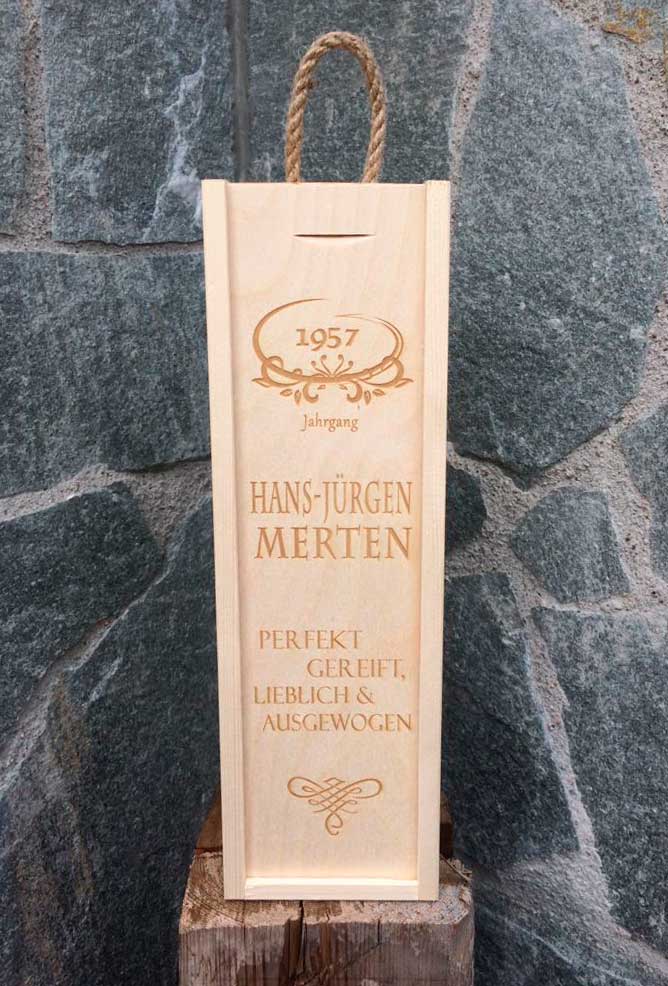 1957
Jahrgang
HANS-JÜRGEN
MERTEN
PERFEKT
GEREIFT,
LIEBLICH &
AUSGEWOGEN